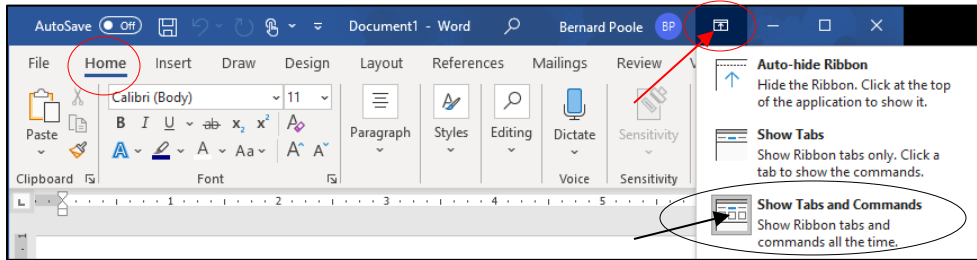 AutoSave Off Document1 - Word Bernard Poole BP
File Home Insert Draw Design Layout References Mailings Review
Calibri (Body) 11
Paste
B I U ab x2 x2 A
A A Aa A A
Clipboard Font
Paragraph Styles Editing Dictate Sensitivity
Voice Sensitivity
L 1 2 3 4 5
Auto-hide Ribbon
Hide the Ribbon. Click at the top
of the application to show it.
Show Tabs
Show Ribbon tabs only. Click a
tab to show the commands.
Show Tabs and Commands
Show Ribbon tabs and
commands all the time.